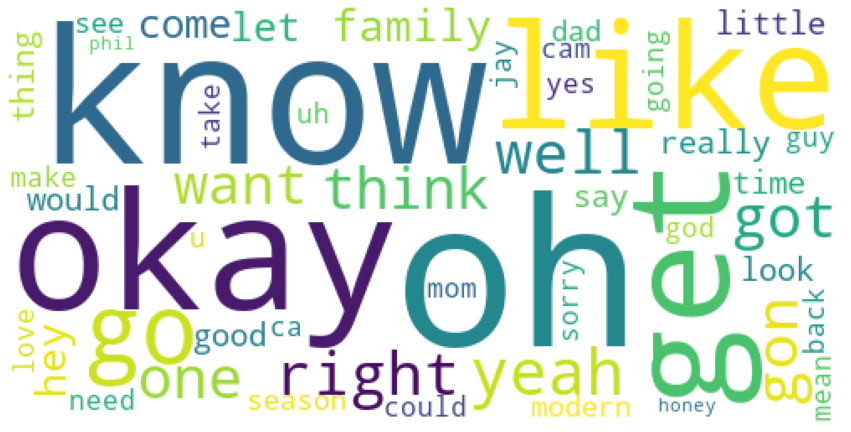 see
come
let
family
dad
little
phil
thing
know
take
uh
jay
like
cam
yes
going
well
really
guy
make
want
think
would
say
time
okay
u
oh
mom
get
god
got
sorry
look
love
hey
go
good
ca
back
gon
one
right
yeah
mean
need
season
could
modern
honey